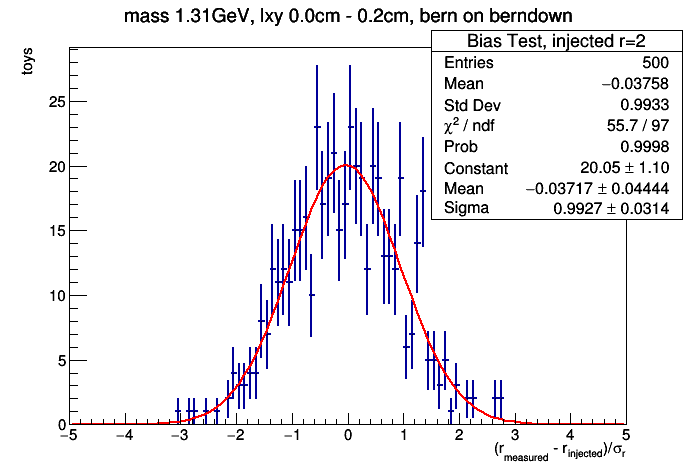 mass 1.31GeV, lxy 0.0cm - 0.2cm, bern on berndown
Bias Test, injected r=2
Entries 500
Mean −0.03758
Std Dev 0.9933
χ² / ndf 55.7 / 97
Prob 0.9998
Constant 20.05 ± 1.10
Mean −0.03717 ± 0.04444
Sigma 0.9927 ± 0.0314
toys
25
20
15
10
5
0
−5 −4 −3 −2 −1 0 1 2 3 4 5
(r_measured - r_injected)/σ_r